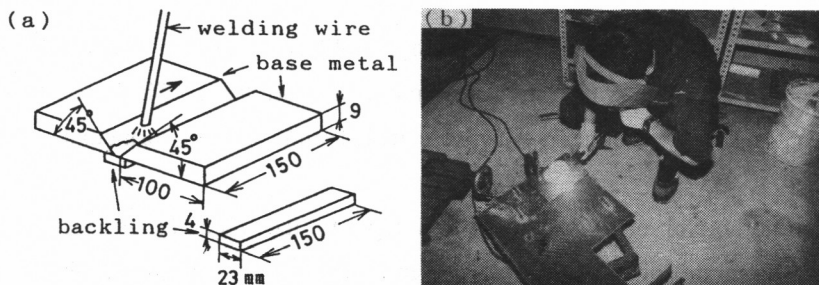 (a)
welding wire
base metal
45°
45°
9
150
100
backling
4
150
23 mm
(b)